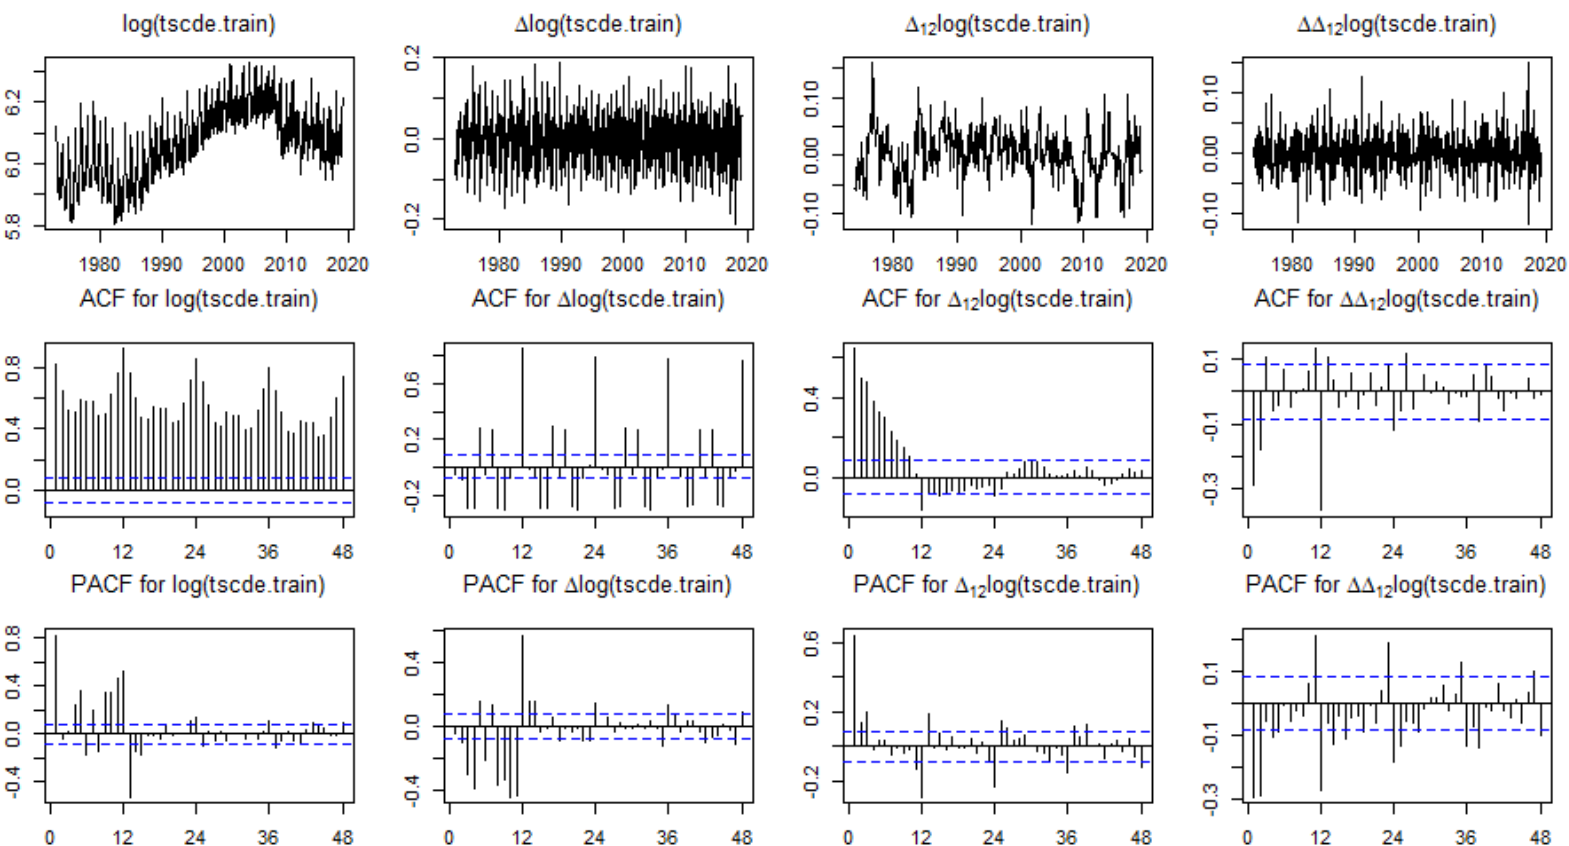 log(tscde.train) Δlog(tscde.train) Δ₁₂log(tscde.train) ΔΔ₁₂log(tscde.train)
5.8 6.0 6.2 -0.2 0.0 0.2 -0.10 0.00 0.10 -0.10 0.00 0.10
1980 1990 2000 2010 2020 1980 1990 2000 2010 2020 1980 1990 2000 2010 2020 1980 1990 2000 2010 2020
ACF for log(tscde.train) ACF for Δlog(tscde.train) ACF for Δ₁₂log(tscde.train) ACF for ΔΔ₁₂log(tscde.train)
0.0 0.4 0.8 -0.2 0.2 0.6 0.0 0.4 -0.3 -0.1 0.1
0 12 24 36 48 0 12 24 36 48 0 12 24 36 48 0 12 24 36 48
PACF for log(tscde.train) PACF for Δlog(tscde.train) PACF for Δ₁₂log(tscde.train) PACF for ΔΔ₁₂log(tscde.train)
-0.4 0.0 0.4 0.8 -0.4 0.0 0.4 -0.2 0.2 0.6 -0.3 -0.1 0.1
0 12 24 36 48 0 12 24 36 48 0 12 24 36 48 0 12 24 36 48